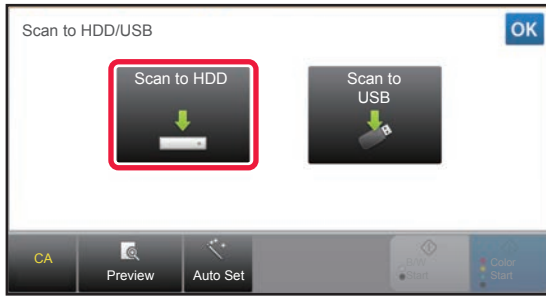 Scan to HDD/USB
OK
Scan to HDD
Scan to
USB
CA
Preview
Auto Set
B/W
Start
Color
Start